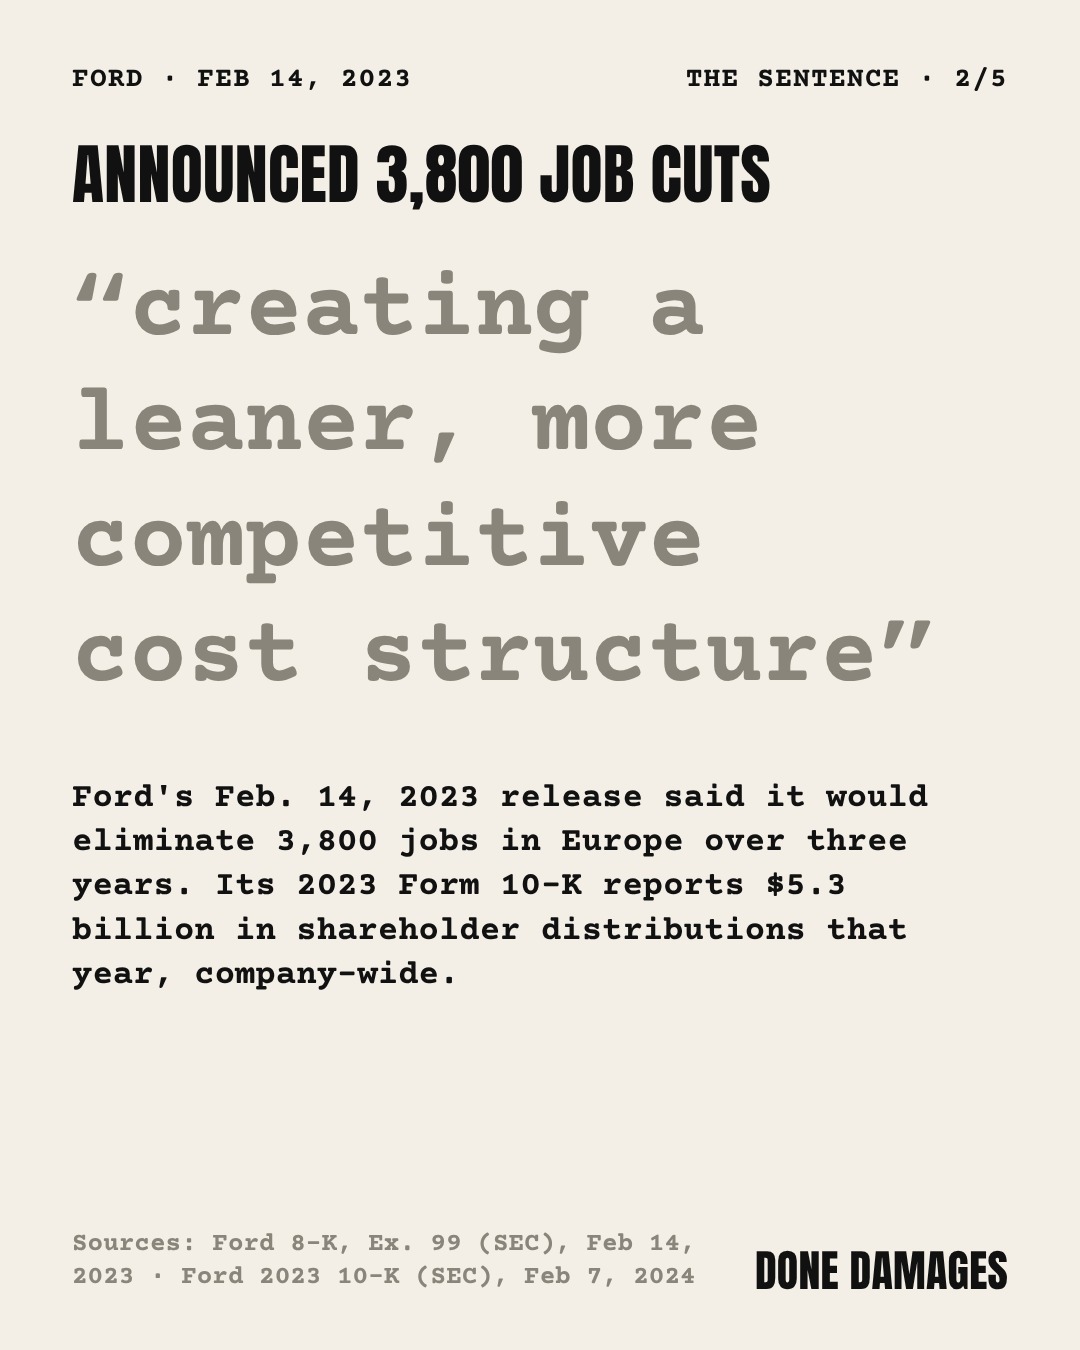 FORD · FEB 14, 2023
THE SENTENCE · 2/5
ANNOUNCED 3,800 JOB CUTS
“creating a
leaner, more
competitive
cost structure”
Ford's Feb. 14, 2023 release said it would
eliminate 3,800 jobs in Europe over three
years. Its 2023 Form 10-K reports $5.3
billion in shareholder distributions that
year, company-wide.
Sources: Ford 8-K, Ex. 99 (SEC), Feb 14,
2023 · Ford 2023 10-K (SEC), Feb 7, 2024
DONE DAMAGES